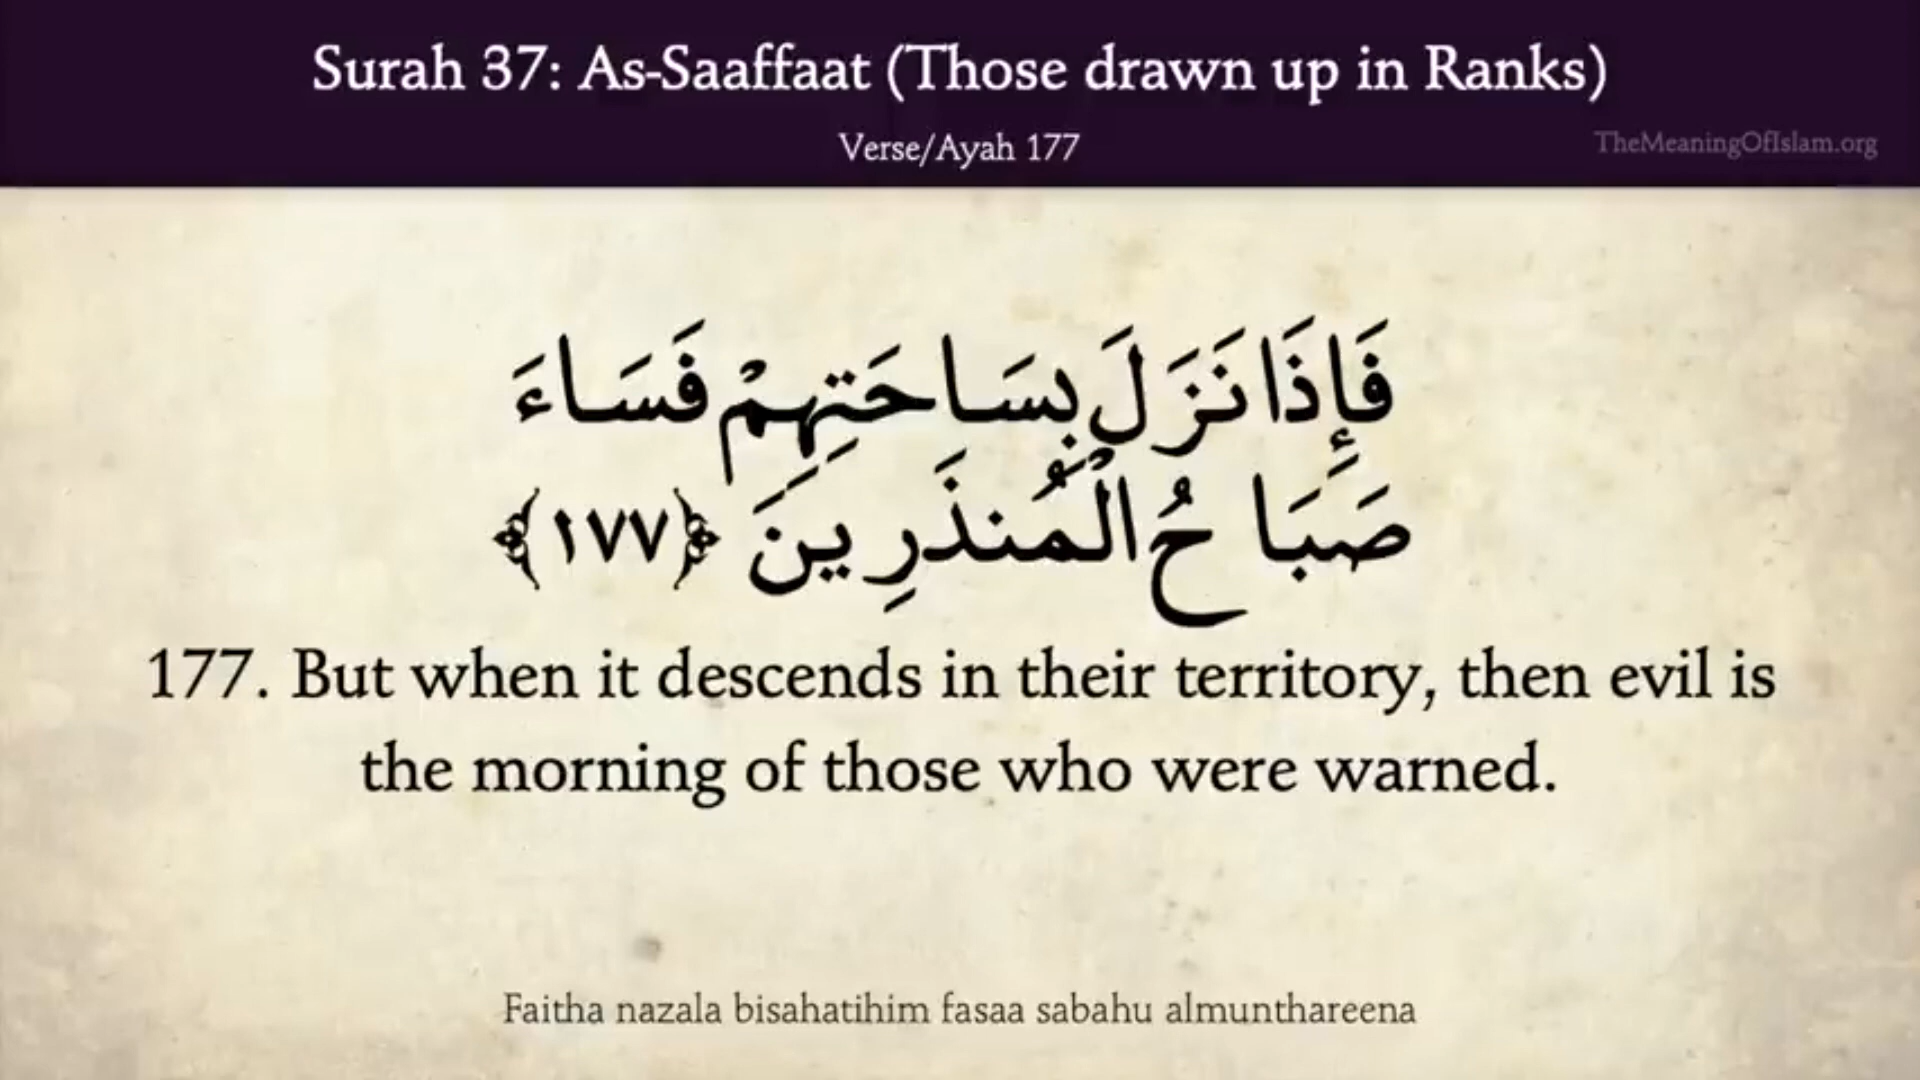 Surah 37: As-Saaffaat (Those drawn up in Ranks)
Verse/Ayah 177
TheMeaningOfIslam.org
فَإِذَا نَزَلَ بِسَاحَتِهِمْ فَسَاءَ
صَبَاحُ الْمُنذَرِينَ ﴿١٧٧﴾
177. But when it descends in their territory, then evil is
the morning of those who were warned.
Faitha nazala bisahatihim fasaa sabahu almunthareena